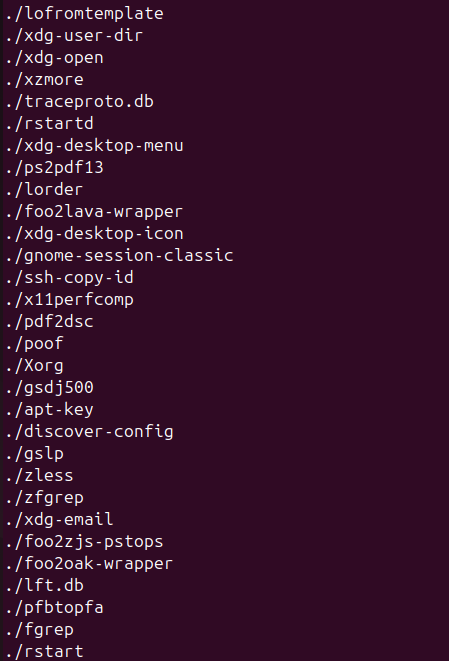 ./lofromtemplate
./xdg-user-dir
./xdg-open
./xzmore
./traceproto.db
./rstartd
./xdg-desktop-menu
./ps2pdf13
./lorder
./foo2lava-wrapper
./xdg-desktop-icon
./gnome-session-classic
./ssh-copy-id
./x11perfcomp
./pdf2dsc
./poof
./Xorg
./gsdj500
./apt-key
./discover-config
./gslp
./zless
./zfgrep
./xdg-email
./foo2zjs-pstops
./foo2oak-wrapper
./lft.db
./pfbtopfa
./fgrep
./rstart